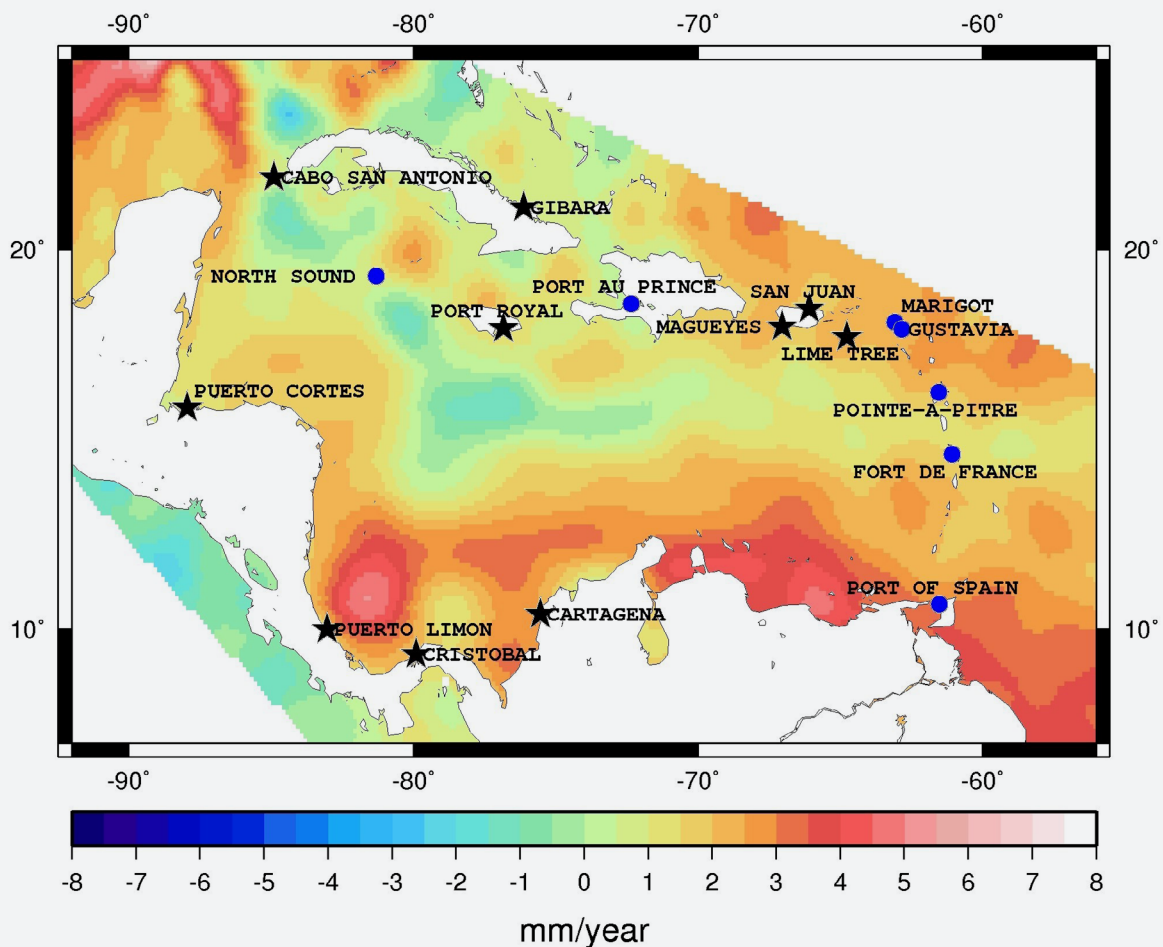 -90° -80° -70° -60°
CABO SAN ANTONIO
GIBARA
20° 20°
NORTH SOUND
PORT AU PRINCE
SAN JUAN
MARIGOT
PORT ROYAL
MAGUEYES
GUSTAVIA
LIME TREE
PUERTO CORTES
POINTE-A-PITRE
FORT DE FRANCE
PORT OF SPAIN
CARTAGENA
10° 10°
PUERTO LIMON
CRISTOBAL
-90° -80° -70° -60°
-8 -7 -6 -5 -4 -3 -2 -1 0 1 2 3 4 5 6 7 8
mm/year